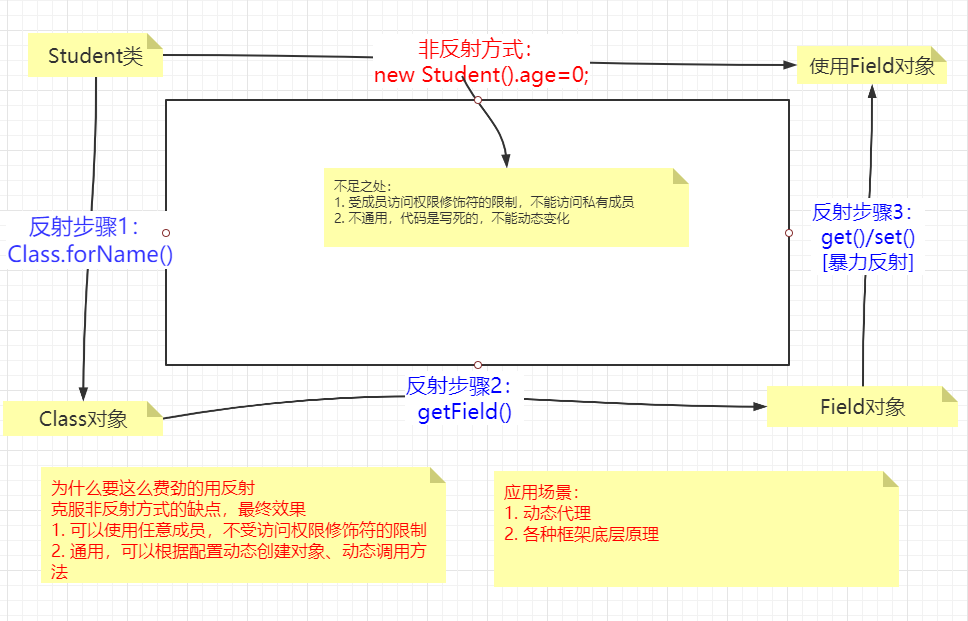 Student类
非反射方式：
new Student().age=0;
使用Field对象
不足之处：
1. 受成员访问权限修饰符的限制，不能访问私有成员
2. 不通用，代码是写死的，不能动态变化
反射步骤1：
Class.forName()
反射步骤3：
get()/set()
[暴力反射]
反射步骤2：
getField()
Class对象
Field对象
为什么要这么费劲的用反射
克服非反射方式的缺点，最终效果
1. 可以使用任意成员，不受访问权限修饰符的限制
2. 通用，可以根据配置动态创建对象、动态调用方
法
应用场景：
1. 动态代理
2. 各种框架底层原理